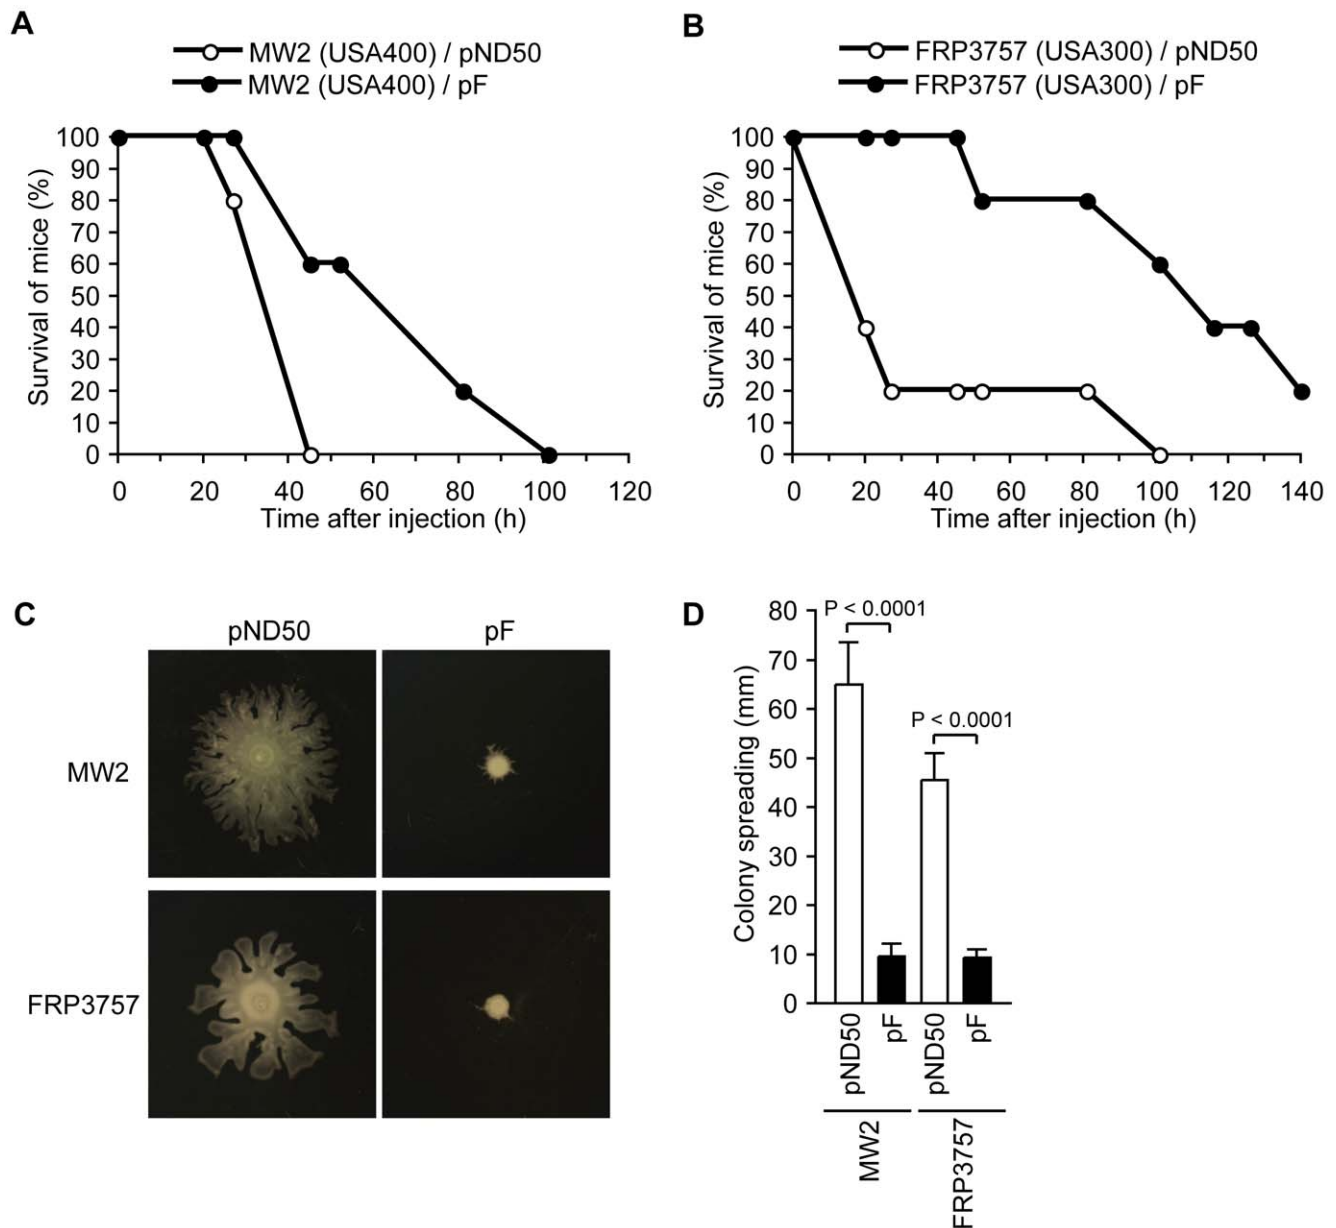 A
MW2 (USA400) / pND50
MW2 (USA400) / pF
Survival of mice (%)
100
90
80
70
60
50
40
30
20
10
0
0 20 40 60 80 100 120
Time after injection (h)
B
FRP3757 (USA300) / pND50
FRP3757 (USA300) / pF
Survival of mice (%)
100
90
80
70
60
50
40
30
20
10
0
0 20 40 60 80 100 120 140
Time after injection (h)
C
pND50 pF
MW2
FRP3757
D
Colony spreading (mm)
80
70
60
50
40
30
20
10
0
P < 0.0001
P < 0.0001
pND50 pF pND50 pF
MW2 FRP3757